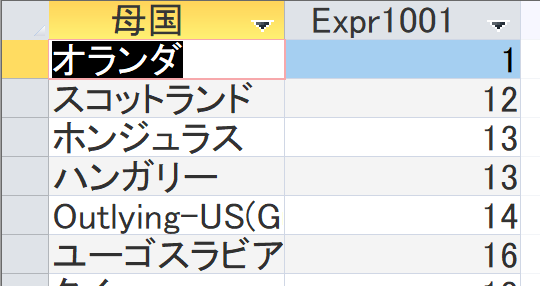 母国 Expr1001
オランダ 1
スコットランド 12
ホンジュラス 13
ハンガリー 13
Outlying-US(G 14
ユーゴスラビア 16